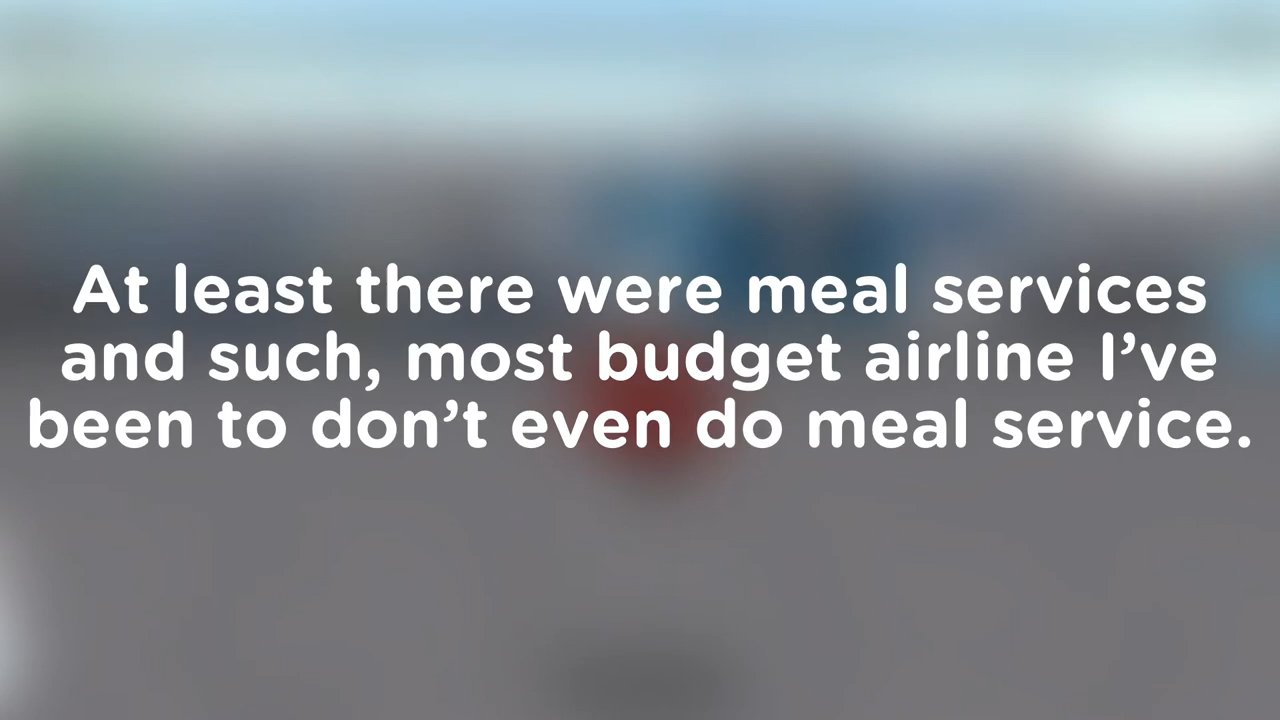 At least there were meal services
and such, most budget airline I’ve
been to don’t even do meal service.